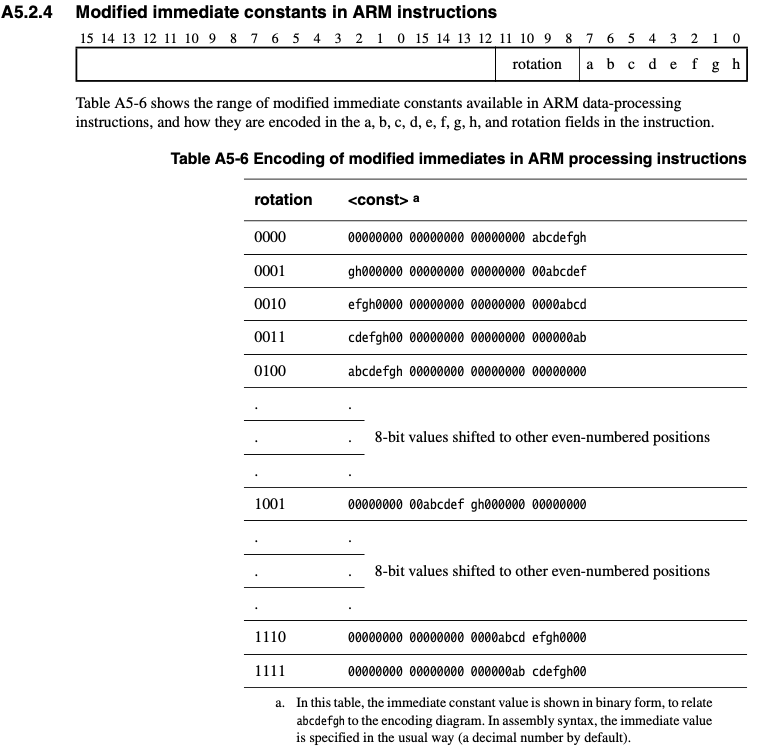 A5.2.4 Modified immediate constants in ARM instructions
15 14 13 12 11 10 9 8 7 6 5 4 3 2 1 0 15 14 13 12 11 10 9 8 7 6 5 4 3 2 1 0
rotation a b c d e f g h
Table A5-6 shows the range of modified immediate constants available in ARM data-processing
instructions, and how they are encoded in the a, b, c, d, e, f, g, h, and rotation fields in the instruction.
Table A5-6 Encoding of modified immediates in ARM processing instructions
rotation <const> a
0000 00000000 00000000 00000000 abcdefgh
0001 gh000000 00000000 00000000 00abcdef
0010 efgh0000 00000000 00000000 0000abcd
0011 cdefgh00 00000000 00000000 000000ab
0100 abcdefgh 00000000 00000000 00000000
. .
. . 8-bit values shifted to other even-numbered positions
. .
1001 00000000 00abcdef gh000000 00000000
. .
. . 8-bit values shifted to other even-numbered positions
. .
1110 00000000 00000000 0000abcd efgh0000
1111 00000000 00000000 000000ab cdefgh00
a. In this table, the immediate constant value is shown in binary form, to relate
abcdefgh to the encoding diagram. In assembly syntax, the immediate value
is specified in the usual way (a decimal number by default).